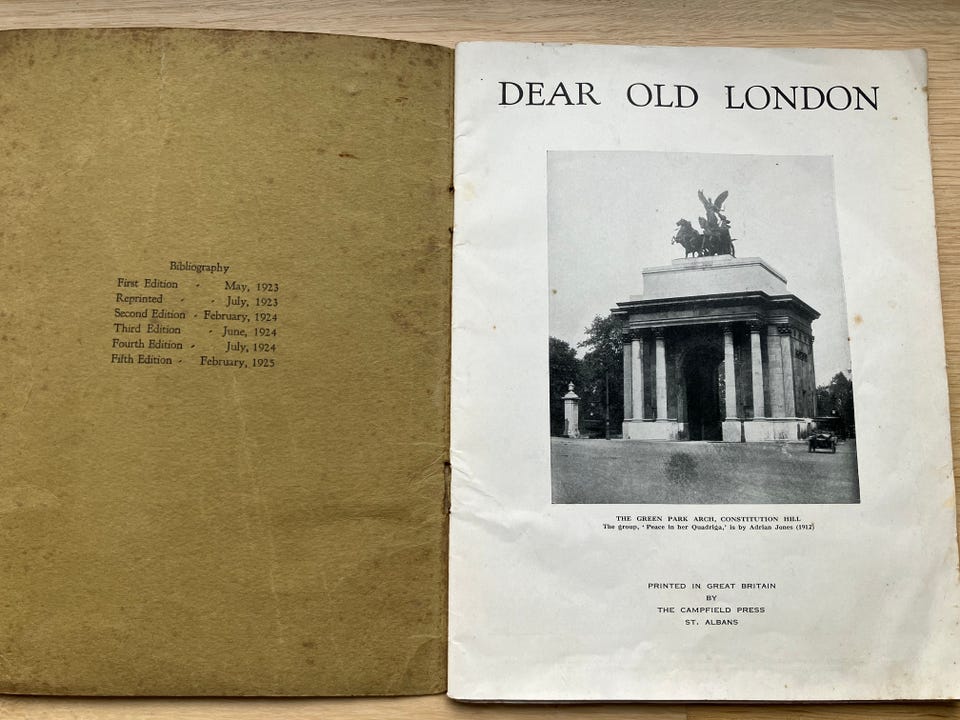 Bibliography
First Edition - May, 1923
Reprinted - - July, 1923
Second Edition - February, 1924
Third Edition - June, 1924
Fourth Edition - July, 1924
Fifth Edition - February, 1925
DEAR OLD LONDON
THE GREEN PARK ARCH, CONSTITUTION HILL
The group, 'Peace in her Quadriga,' is by Adrian Jones (1912)
PRINTED IN GREAT BRITAIN
BY
THE CAMPFIELD PRESS
ST. ALBANS